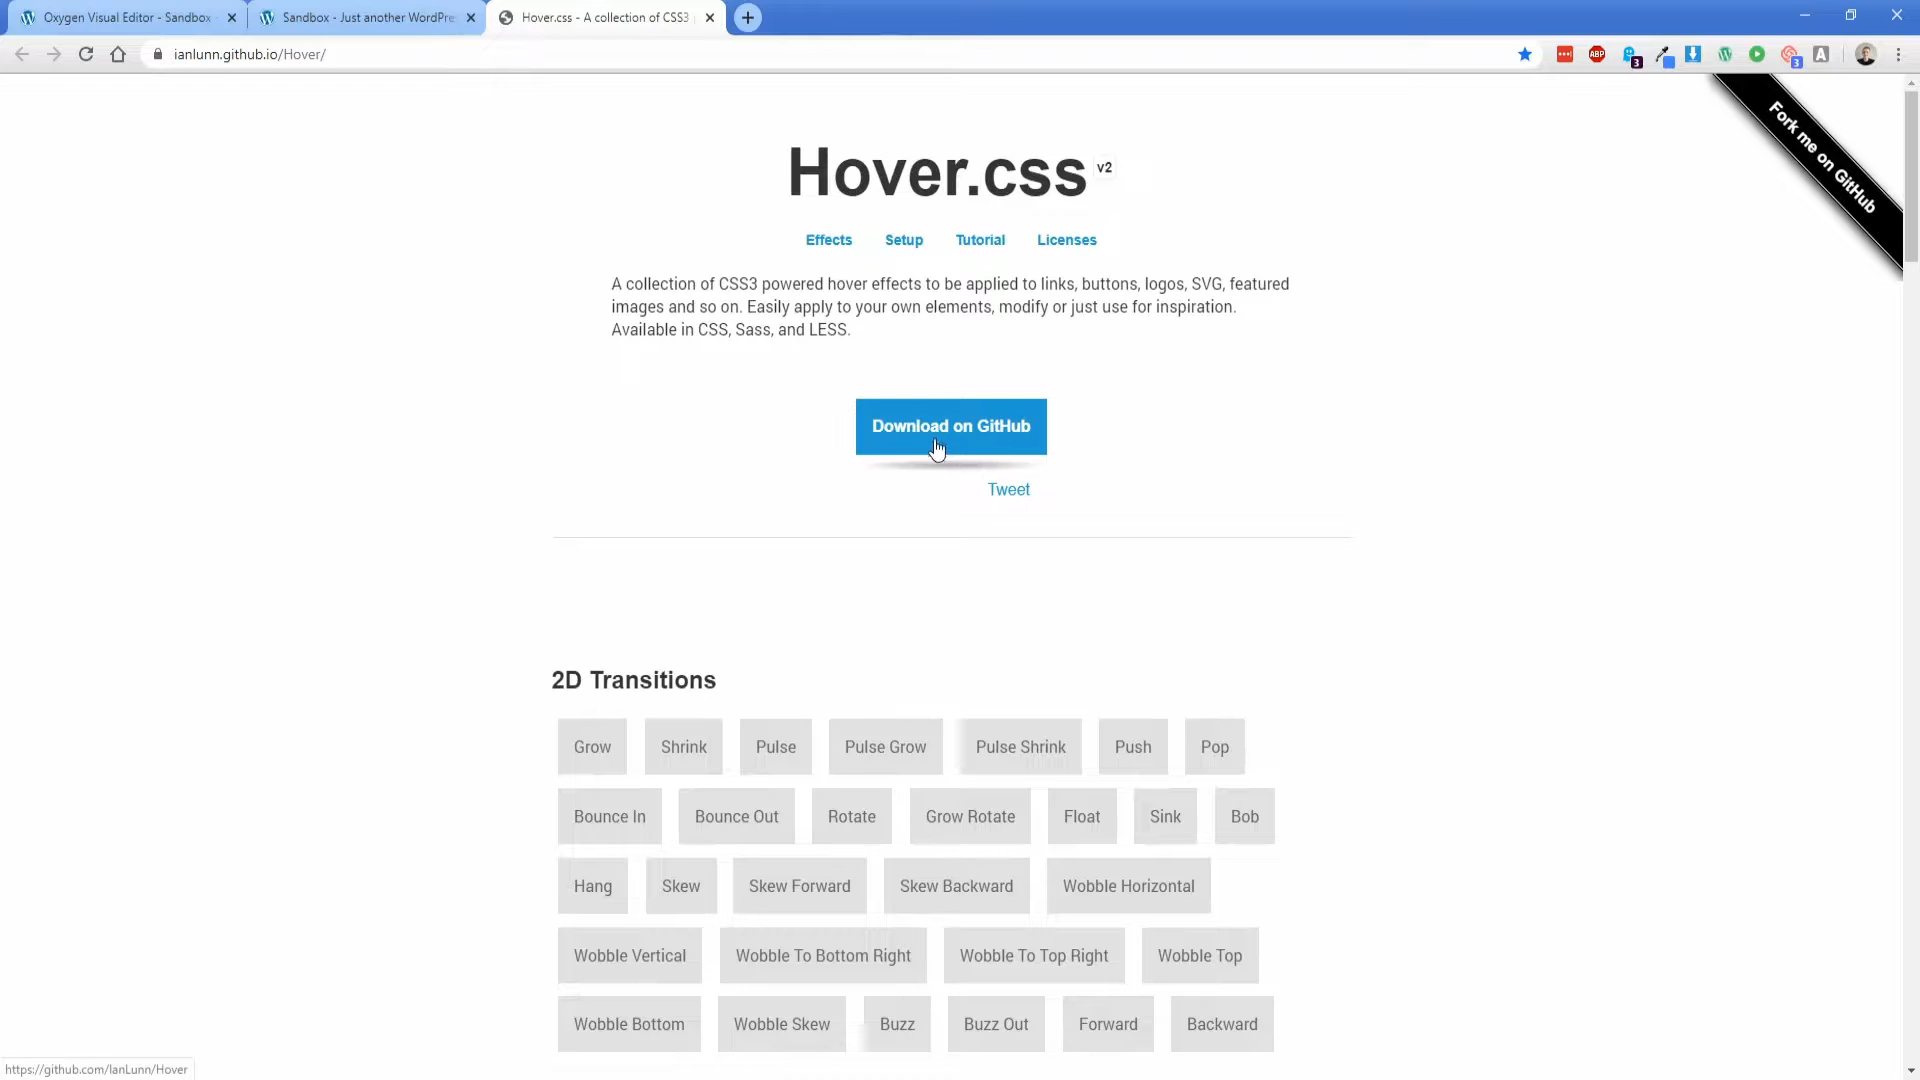 Oxygen Visual Editor - Sandbox
Sandbox - Just another WordPre
Hover.css - A collection of CSS3
ianlunn.github.io/Hover/
ABP
3
3
A
Fork me on GitHub
Hover.css v2
Effects Setup Tutorial Licenses
A collection of CSS3 powered hover effects to be applied to links, buttons, logos, SVG, featured
images and so on. Easily apply to your own elements, modify or just use for inspiration.
Available in CSS, Sass, and LESS.
Download on GitHub
Tweet
2D Transitions
Grow Shrink Pulse Pulse Grow Pulse Shrink Push Pop
Bounce In Bounce Out Rotate Grow Rotate Float Sink Bob
Hang Skew Skew Forward Skew Backward Wobble Horizontal
Wobble Vertical Wobble To Bottom Right Wobble To Top Right Wobble Top
Wobble Bottom Wobble Skew Buzz Buzz Out Forward Backward
https://github.com/IanLunn/Hover